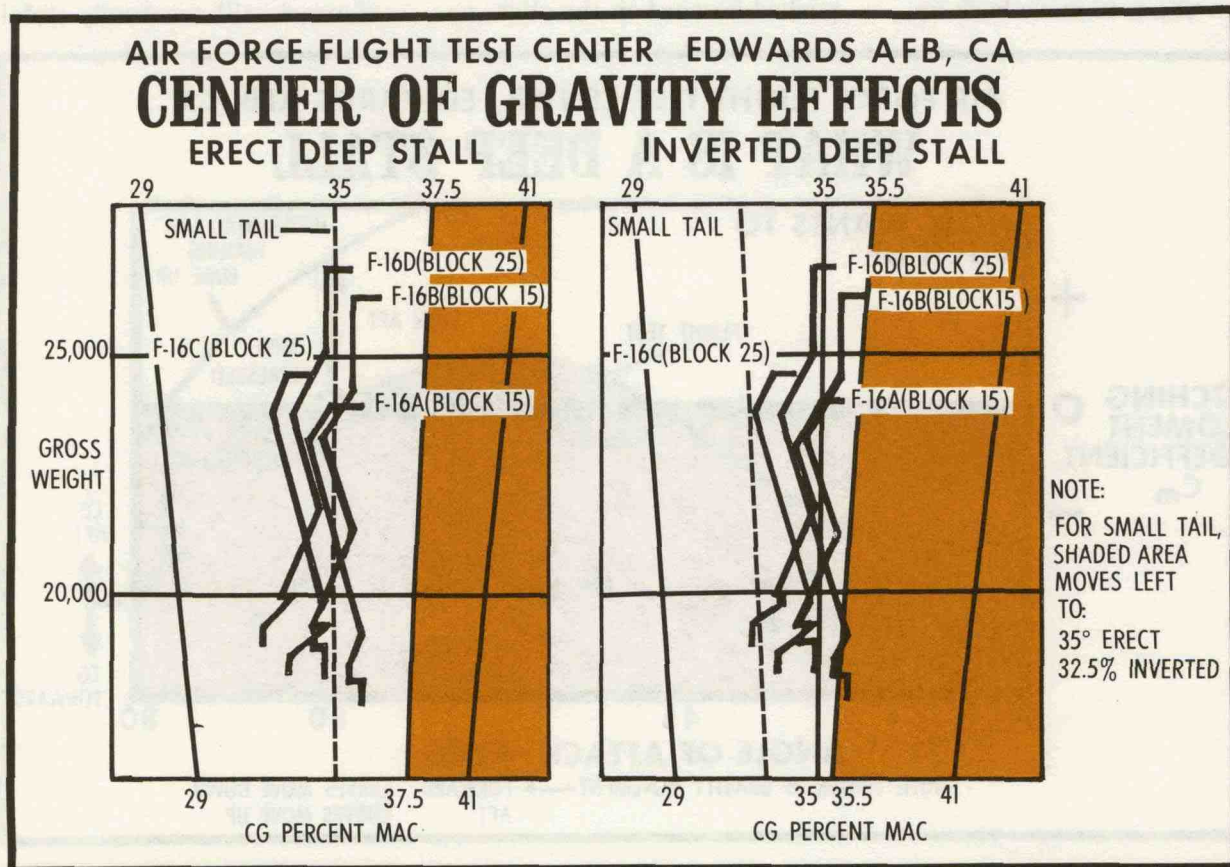 AIR FORCE FLIGHT TEST CENTER EDWARDS AFB, CA
CENTER OF GRAVITY EFFECTS
ERECT DEEP STALL
29 35 37.5 41
SMALL TAIL
F-16D(BLOCK 25)
F-16B(BLOCK 15)
25,000
F-16C(BLOCK 25)
F-16A(BLOCK 15)
GROSS
WEIGHT
20,000
29 37.5 41
CG PERCENT MAC
INVERTED DEEP STALL
29 35 35.5 41
SMALL TAIL
F-16D(BLOCK 25)
F-16B(BLOCK15)
F-16C(BLOCK 25)
F-16A(BLOCK 15)
29 35 35.5 41
CG PERCENT MAC
NOTE:
FOR SMALL TAIL,
SHADED AREA
MOVES LEFT
TO:
35° ERECT
32.5% INVERTED